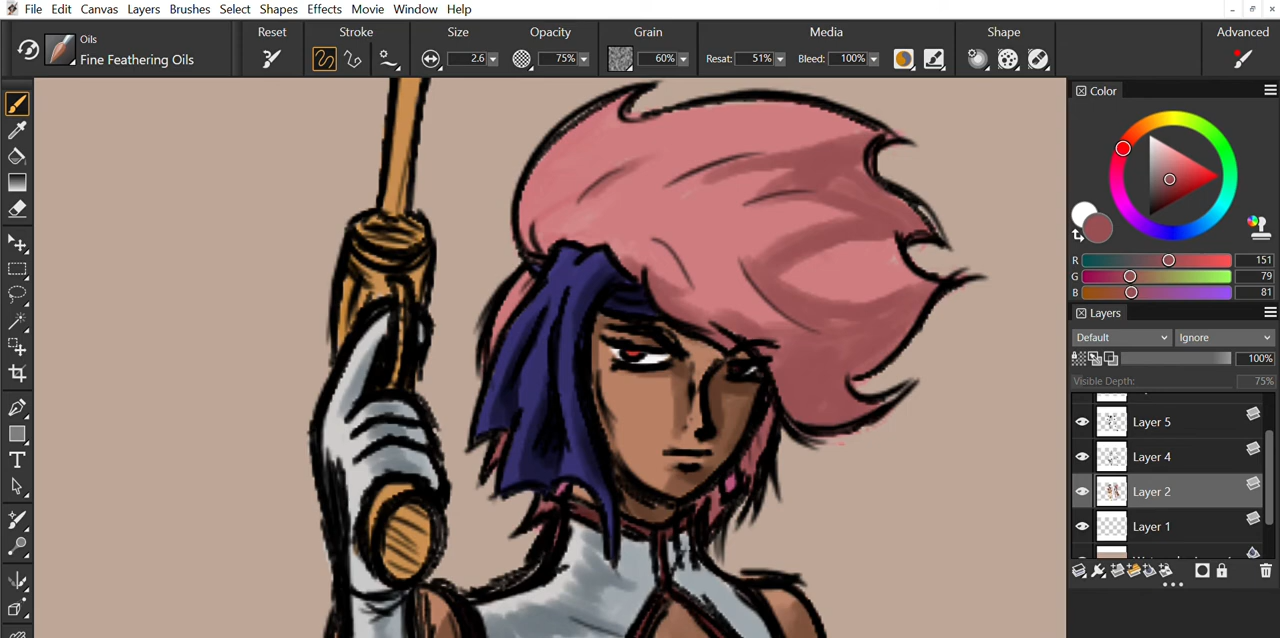 File Edit Canvas Layers Brushes Select Shapes Effects Movie Window Help
Oils
Fine Feathering Oils
Reset
Stroke
Size
2.6
Opacity
75%
Grain
60%
Media
Resat: 51%
Bleed: 100%
Shape
Advanced
Color
R 151
G 79
B 81
Layers
Default
Ignore
100%
Visible Depth: 75%
Layer 5
Layer 4
Layer 2
Layer 1